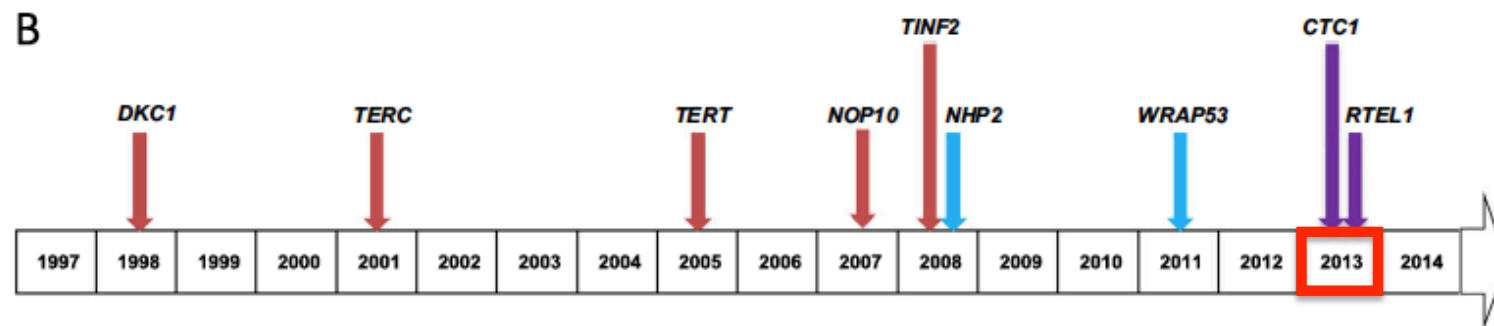 B
TINF2 CTC1
DKC1 TERC TERT NOP10 NHP2 WRAP53 RTEL1
1997 1998 1999 2000 2001 2002 2003 2004 2005 2006 2007 2008 2009 2010 2011 2012 2013 2014